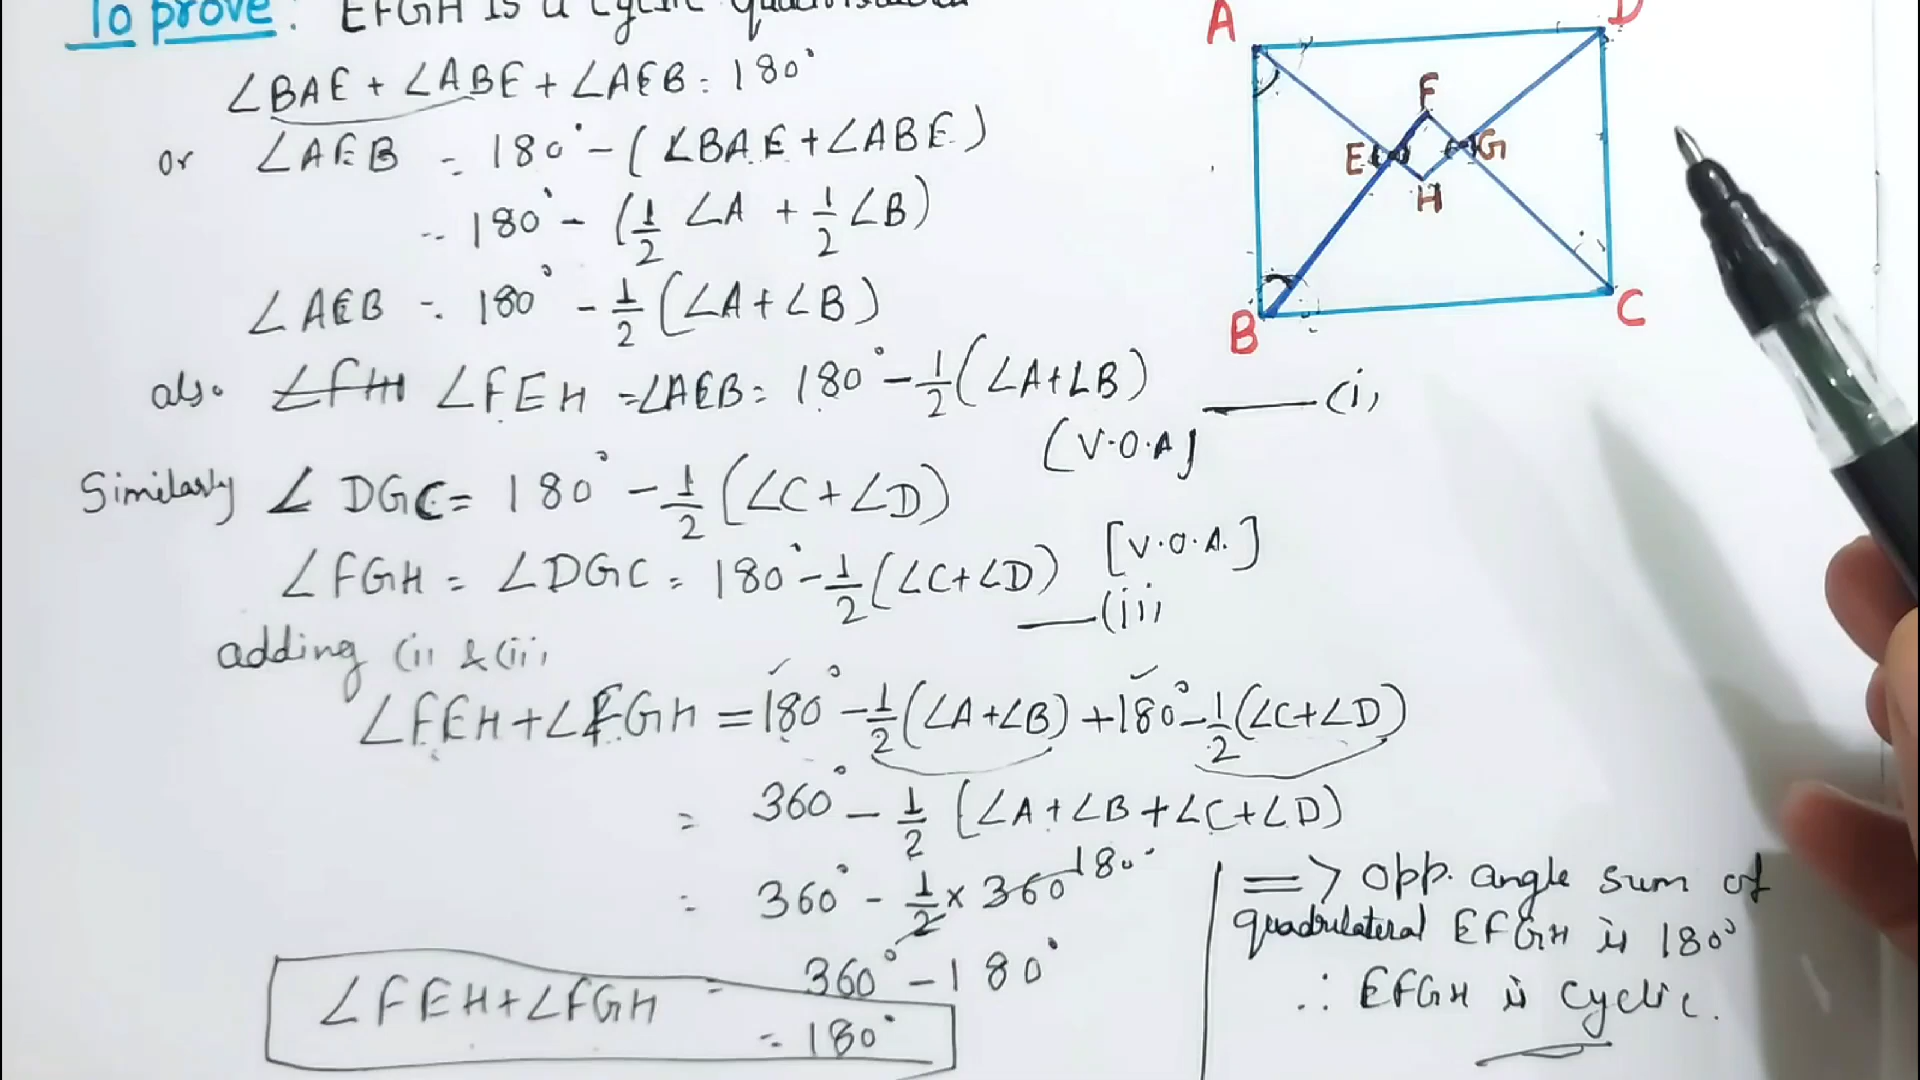 To prove : EFGH is a cyclic quadrilateral
∠BAE + ∠ABE + ∠AEB = 180°
or ∠AEB = 180° - (∠BAE + ∠ABE)
= 180° - (1/2 ∠A + 1/2 ∠B)
∠AEB = 180° - 1/2 (∠A + ∠B)
also ∠FEH = ∠AEB = 180° - 1/2 (∠A + ∠B) —(i)
(V.O.A)
Similarly ∠DGC = 180° - 1/2 (∠C + ∠D)
∠FGH = ∠DGC = 180° - 1/2 (∠C + ∠D) [V.O.A.]
—(ii)
adding (i) & (ii)
∠FEH + ∠FGH = 180° - 1/2 (∠A + ∠B) + 180° - 1/2 (∠C + ∠D)
= 360° - 1/2 (∠A + ∠B + ∠C + ∠D)
= 360° - 1/2 × 360 180°
∠FEH + ∠FGH = 360° - 180°
= 180°
=> opp. angle sum of
quadrilateral EFGH is 180°
∴ EFGH is cyclic.
A
D
F
E
G
H
B
C